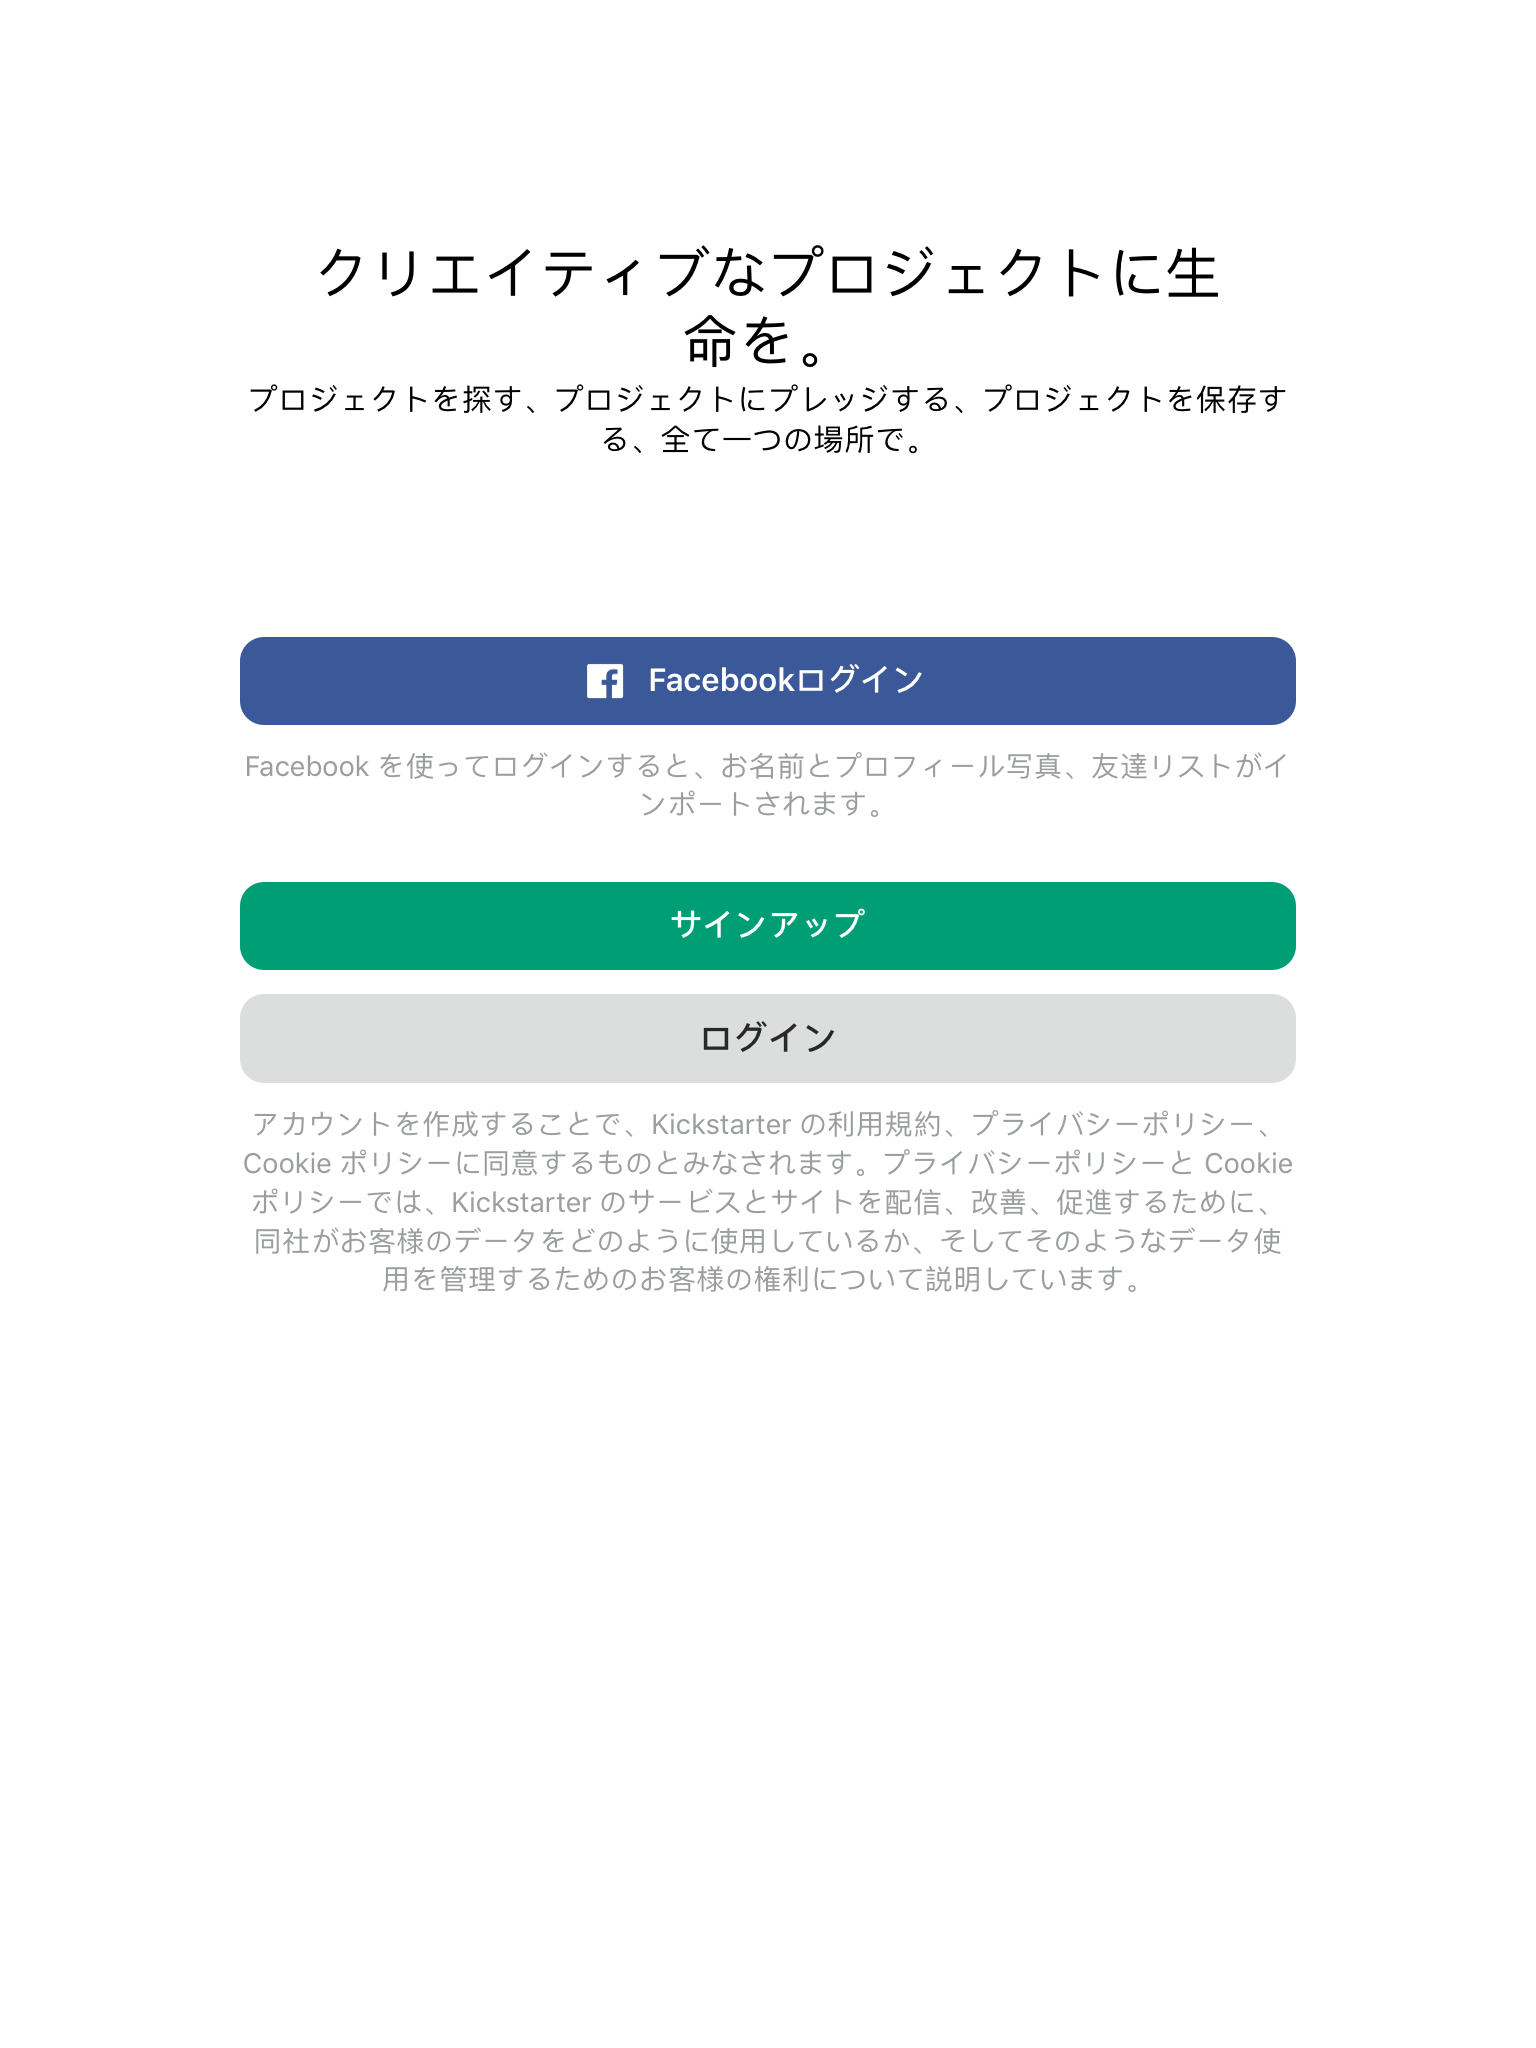 クリエイティブなプロジェクトに生
命を。
プロジェクトを探す、プロジェクトにプレッジする、プロジェクトを保存す
る、全て一つの場所で。
Facebookログイン
Facebook を使ってログインすると、お名前とプロフィール写真、友達リストがイ
ンポートされます。
サインアップ
ログイン
アカウントを作成することで、Kickstarter の利用規約、プライバシーポリシー、
Cookie ポリシーに同意するものとみなされます。プライバシーポリシーと Cookie
ポリシーでは、Kickstarter のサービスとサイトを配信、改善、促進するために、
同社がお客様のデータをどのように使用しているか、そしてそのようなデータ使
用を管理するためのお客様の権利について説明しています。